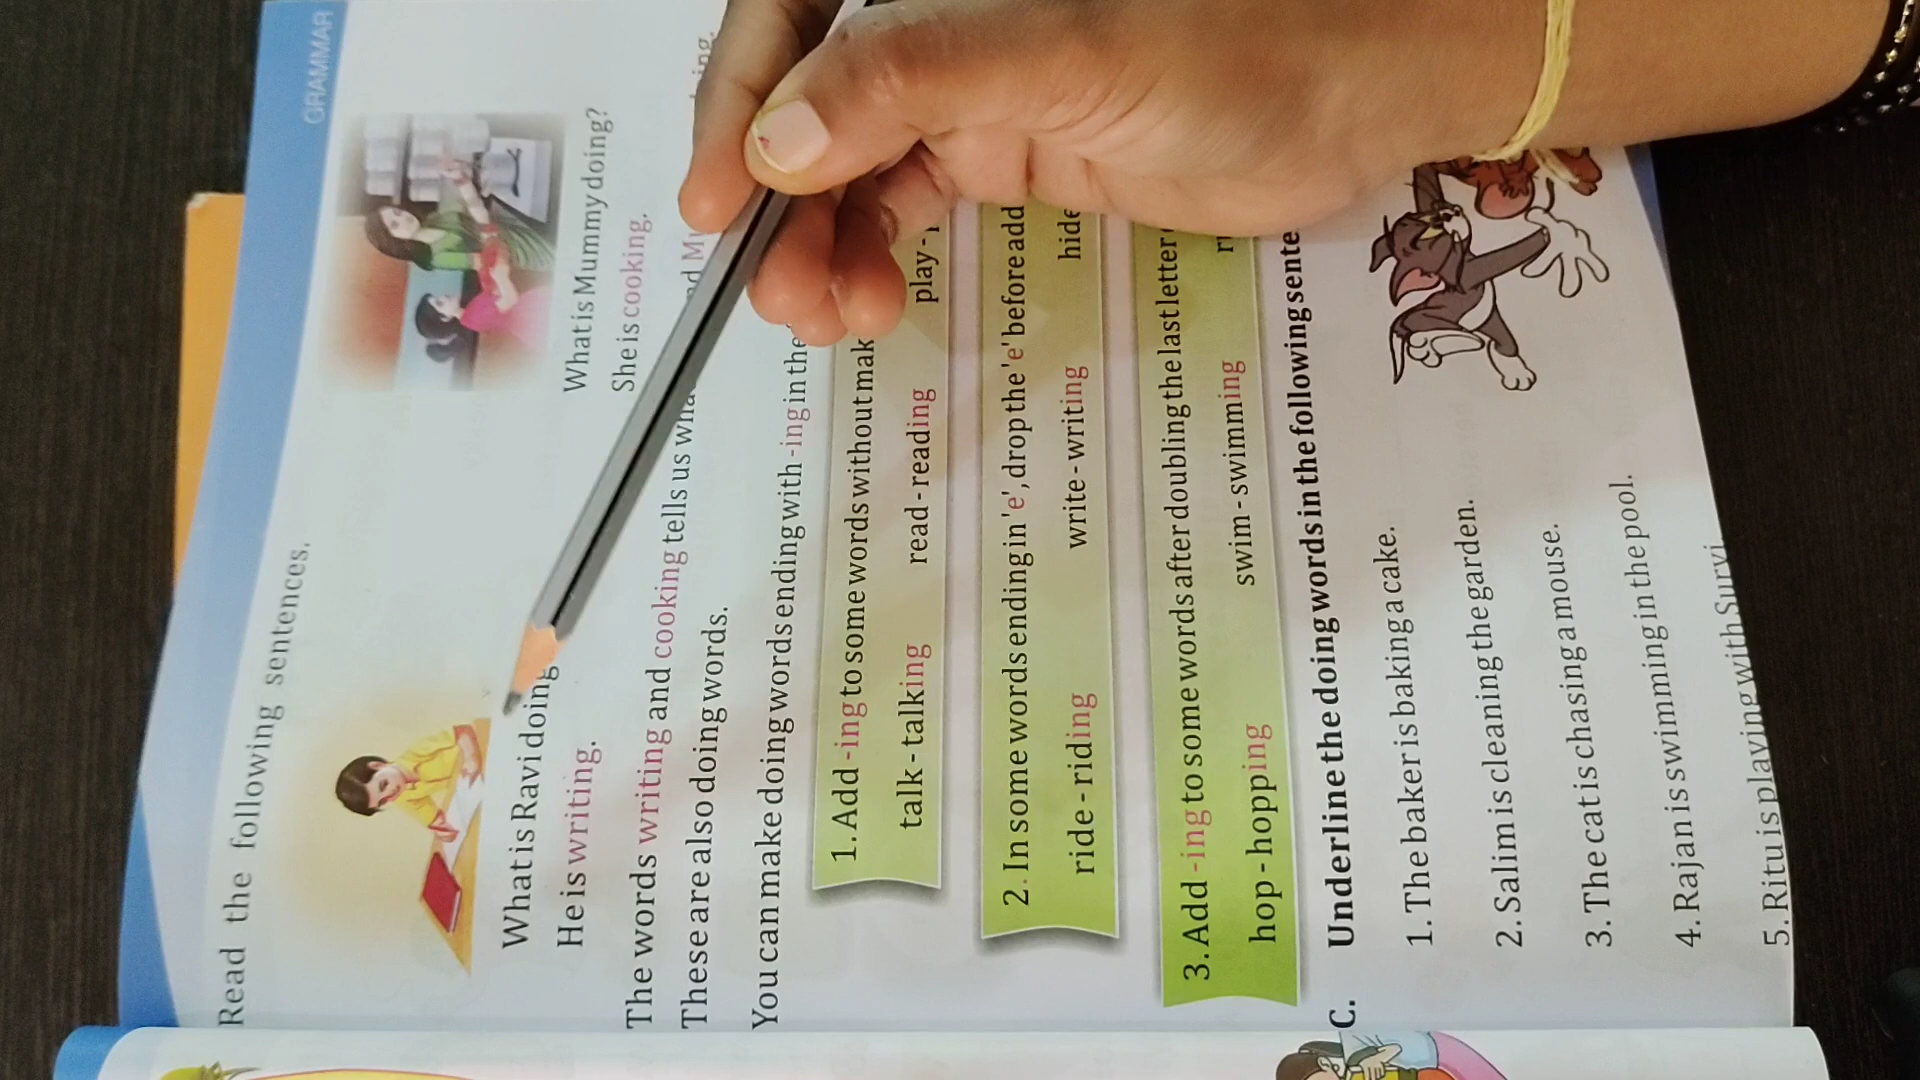 GRAMMAR
Read the following sentences.
What is Ravi doing
He is writing.
What is Mummy doing?
She is cooking.
The words writing and cooking tells us
These are also doing words.
You can make doing words ending with -ing in the
1. Add -ing to some words without
talk - talking read - reading play -
2. In some words ending in 'e', drop the 'e' before add
ride - riding write - writing hide
3. Add -ing to some words after doubling the last letter
hop - hopping swim - swimming
C. Underline the doing words in the following sente
1. The baker is baking a cake.
2. Salim is cleaning the garden.
3. The cat is chasing a mouse.
4. Rajan is swimming in the pool.
5. Ritu is playing with Survi